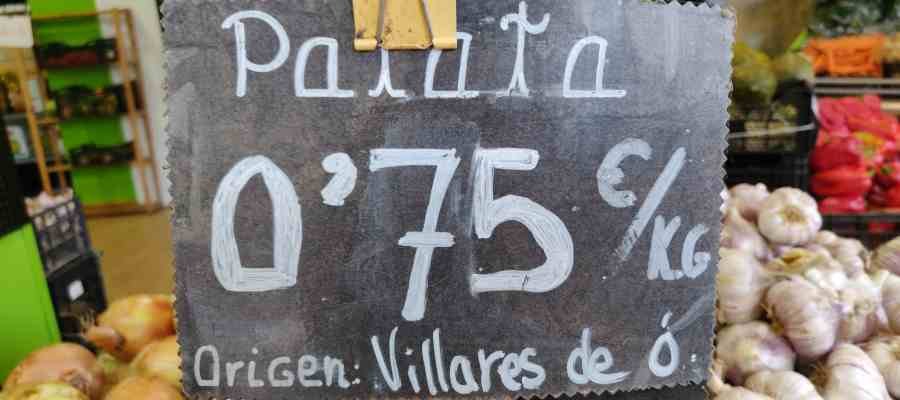 Patata
0'75 €/KG
Origen: Villares de Ó.